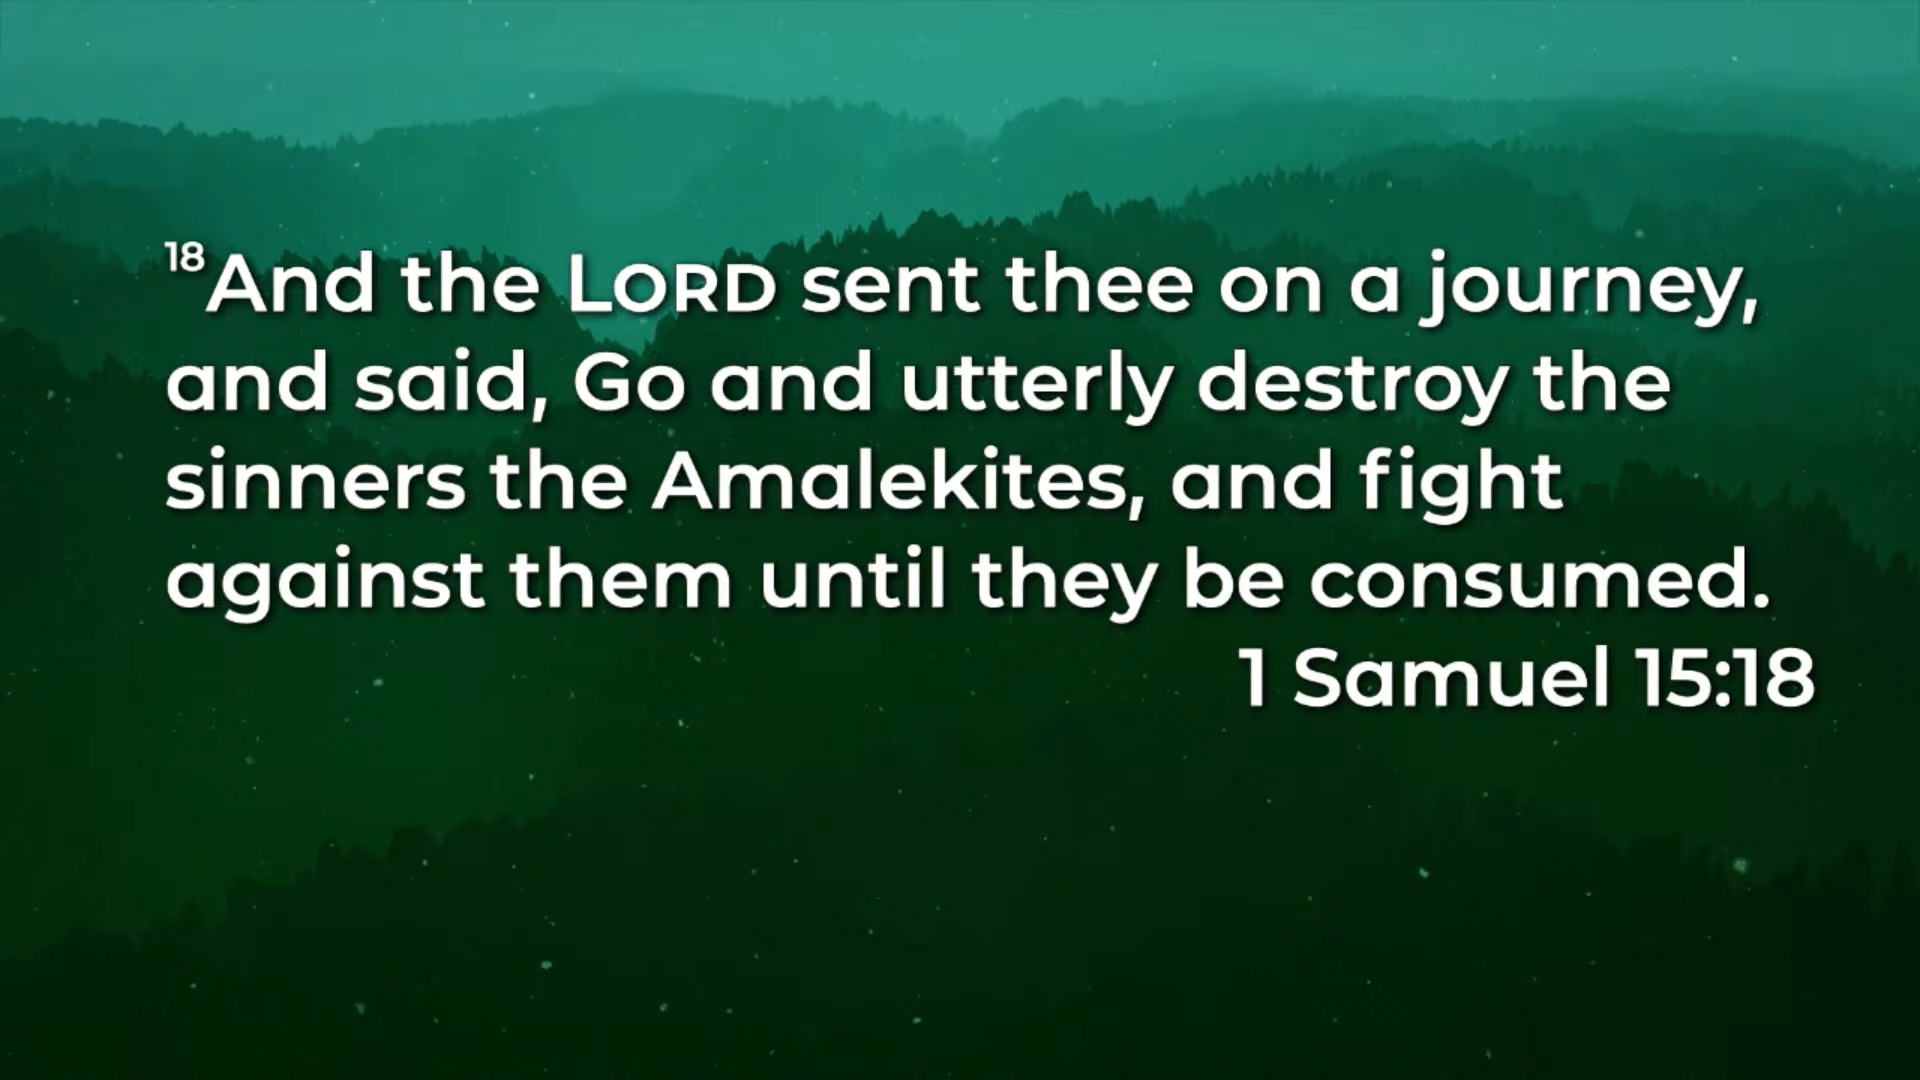 18And the LORD sent thee on a journey,
and said, Go and utterly destroy the
sinners the Amalekites, and fight
against them until they be consumed.
1 Samuel 15:18